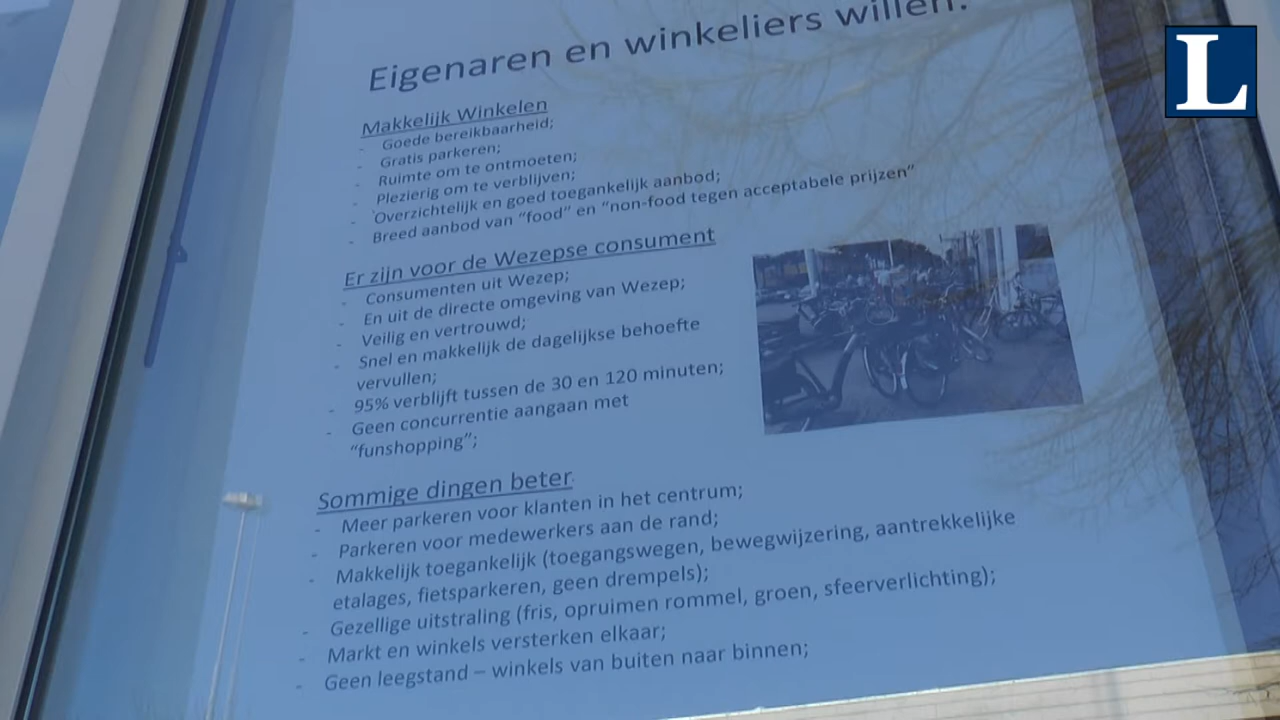 L
Eigenaren en winkeliers willen:
Makkelijk Winkelen
- Goede bereikbaarheid;
- Gratis parkeren;
- Ruimte om te ontmoeten;
- Plezierig om te verblijven;
- Overzichtelijk en goed toegankelijk aanbod;
- Breed aanbod van "food" en "non-food tegen acceptabele prijzen"
Er zijn voor de Wezepse consument
- Consumenten uit Wezep;
- En uit de directe omgeving van Wezep;
- Veilig en vertrouwd;
- Snel en makkelijk de dagelijkse behoefte
vervullen;
- 95% verblijft tussen de 30 en 120 minuten;
- Geen concurrentie aangaan met
"funshopping";
Sommige dingen beter
- Meer parkeren voor klanten in het centrum;
- Parkeren voor medewerkers aan de rand;
- Makkelijk toegankelijk (toegangswegen, bewegwijzering, aantrekkelijke
etalages, fietsparkeren, geen drempels);
- Gezellige uitstraling (fris, opruimen rommel, groen, sfeerverlichting);
- Markt en winkels versterken elkaar;
- Geen leegstand – winkels van buiten naar binnen;